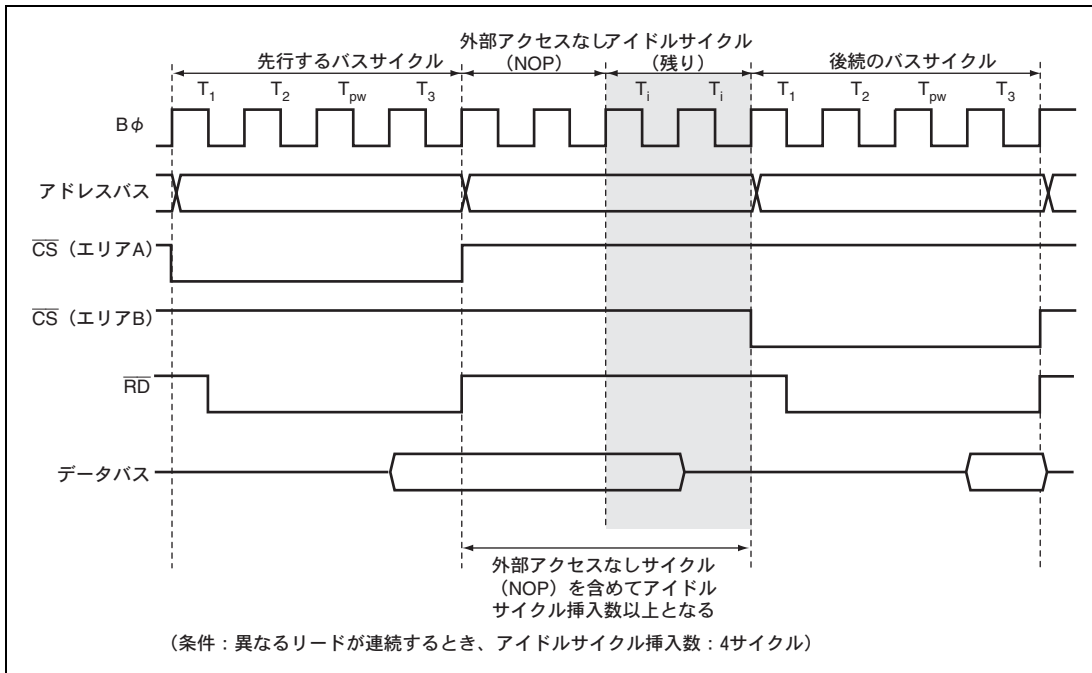 外部アクセスなし アイドルサイクル
先行するバスサイクル (NOP) (残り) 後続のバスサイクル
T1 T2 Tpw T3 Ti Ti T1 T2 Tpw T3
Bφ
アドレスバス
CS（エリアA）
CS（エリアB）
RD
データバス
外部アクセスなしサイクル
（NOP）を含めてアイドル
サイクル挿入数以上となる
（条件：異なるリードが連続するとき、アイドルサイクル挿入数：4サイクル）